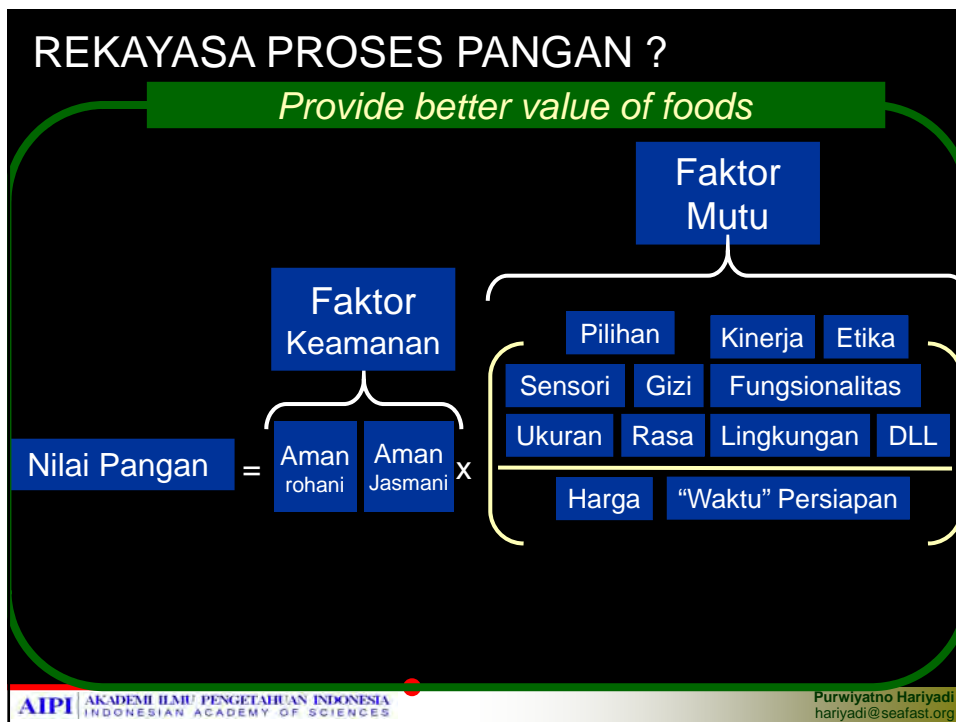 REKAYASA PROSES PANGAN ?
Provide better value of foods
Faktor
Mutu
Faktor
Keamanan
Pilihan Kinerja Etika
Sensori Gizi Fungsionalitas
Ukuran Rasa Lingkungan DLL
Nilai Pangan = Aman rohani Aman Jasmani x
Harga “Waktu” Persiapan
AIPI AKADEMI ILMU PENGETAHUAN INDONESIA
INDONESIAN ACADEMY OF SCIENCES
Purwiyatno Hariyadi
hariyadi@seafast.org